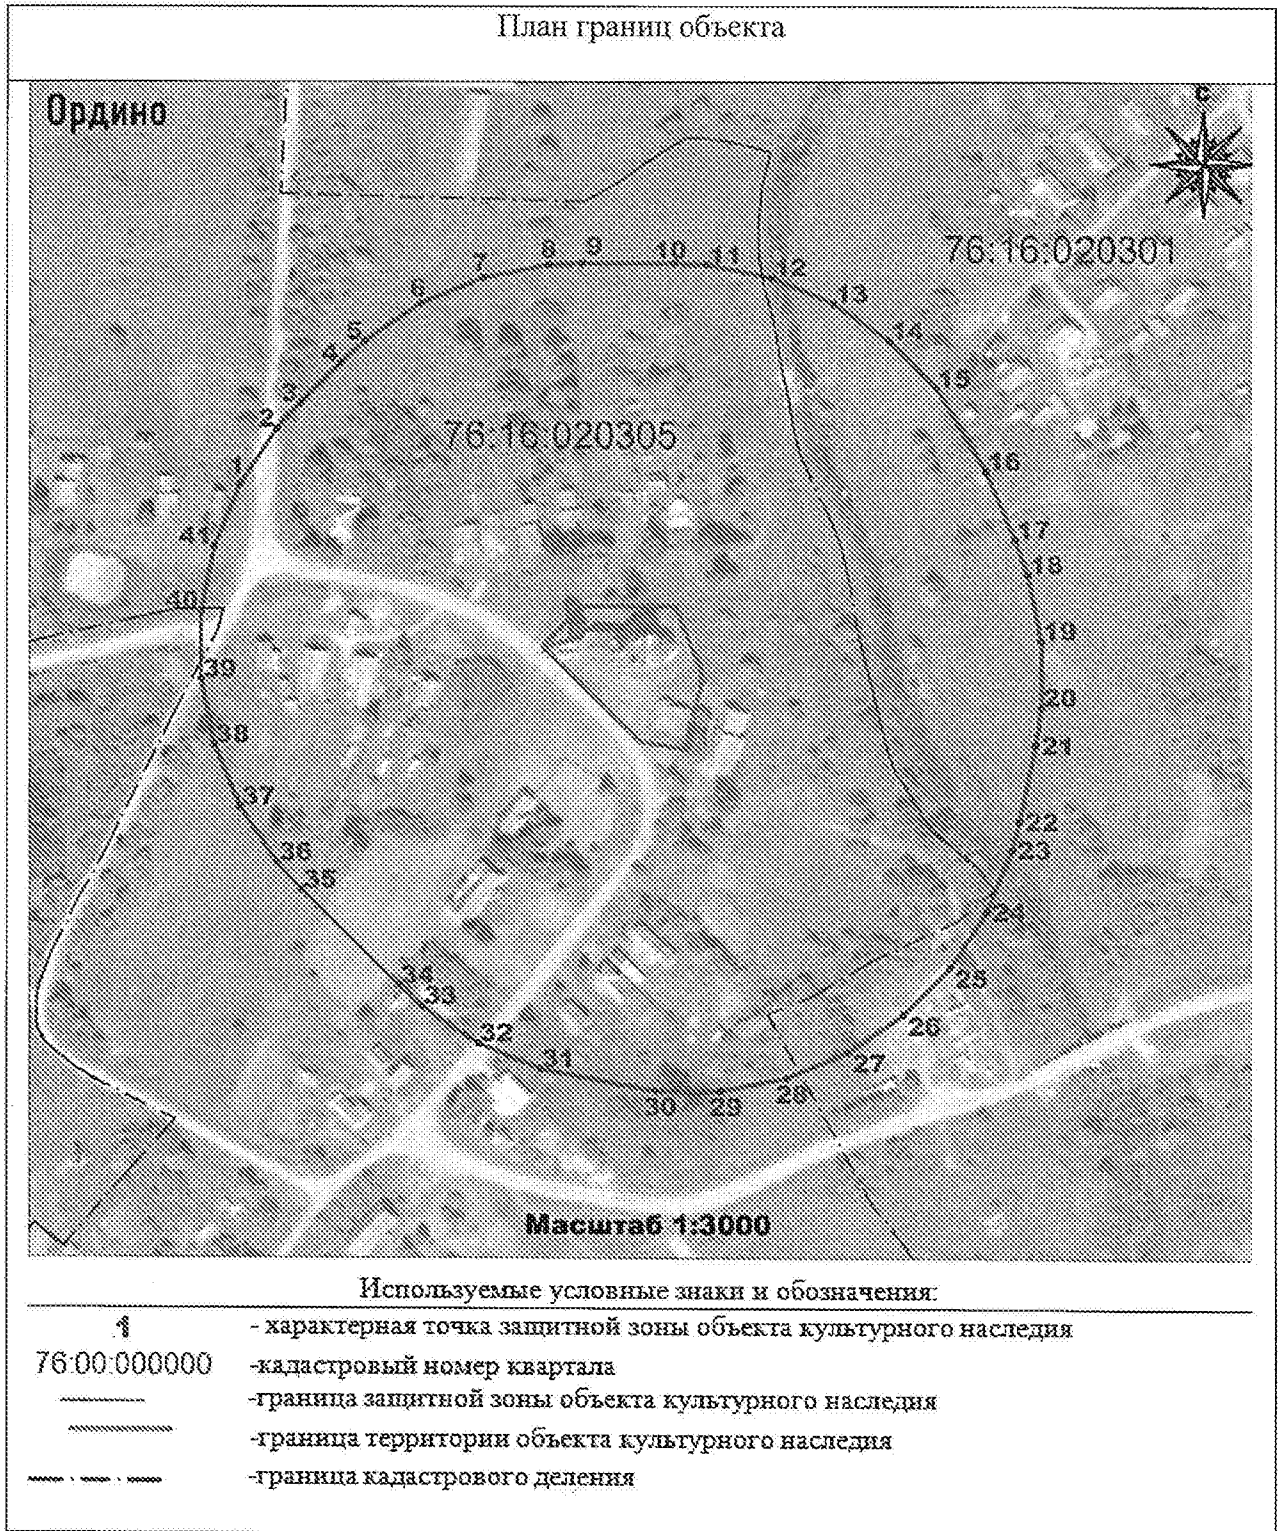 План границ объекта
Ордино
С
76:16:020301
8 9 10 11
7 12
6 13
5 14
4
3 15
2
76:16:020305
1 16
41 17
18
40
19
39
20
38 21
37
22
36 23
35
24
34 25
33
32 26
31 27
30 29 28
Масштаб 1:3000
Используемые условные знаки и обозначения:
.1 - характерная точка защитной зоны объекта культурного наследия
76:00:000000 -кадастровый номер квартала
-граница защитной зоны объекта культурного наследия
-граница территории объекта культурного наследия
-граница кадастрового деления